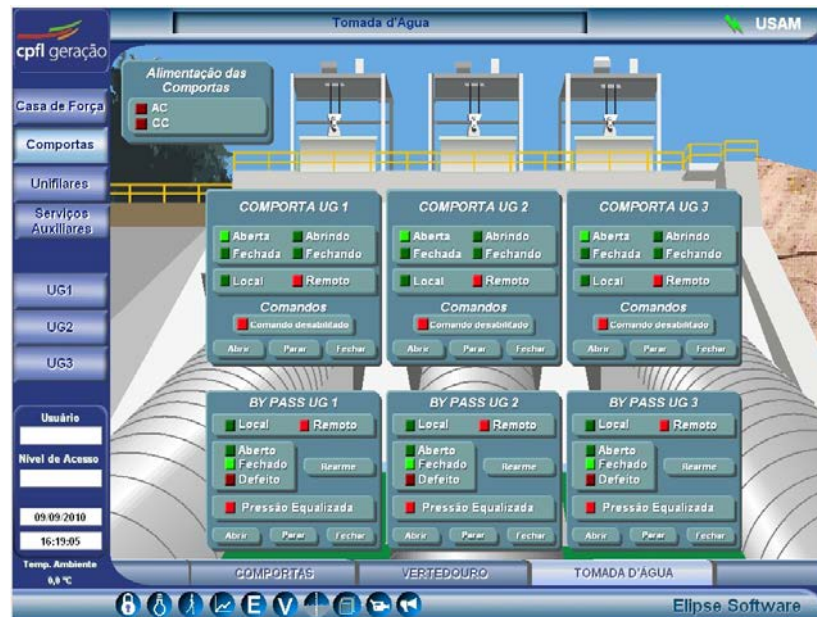 Tomada d'Água
USAM
cpfl geração
Casa de Força
Comportas
Unifilares
Serviços
Auxiliares
UG1
UG2
UG3
Usuário
Nível de Acesso
09/09/2010
16:19:05
Temp. Ambiente
0,0 ºC
Alimentação das
Comportas
AC
CC
COMPORTA UG 1
Aberta Abrindo
Fechada Fechando
Local Remoto
Comandos
Comando desabilitado
Abrir Parar Fechar
COMPORTA UG 2
Aberta Abrindo
Fechada Fechando
Local Remoto
Comandos
Comando desabilitado
Abrir Parar Fechar
COMPORTA UG 3
Aberta Abrindo
Fechada Fechando
Local Remoto
Comandos
Comando desabilitado
Abrir Parar Fechar
BY PASS UG 1
Local Remoto
Aberto
Fechado
Defeito
Rearme
Pressão Equalizada
Abrir Parar Fechar
BY PASS UG 2
Local Remoto
Aberto
Fechado
Defeito
Rearme
Pressão Equalizada
Abrir Parar Fechar
BY PASS UG 3
Local Remoto
Aberto
Fechado
Defeito
Rearme
Pressão Equalizada
Abrir Parar Fechar
COMPORTAS VERTEDOURO TOMADA D'ÁGUA
E V
Elipse Software